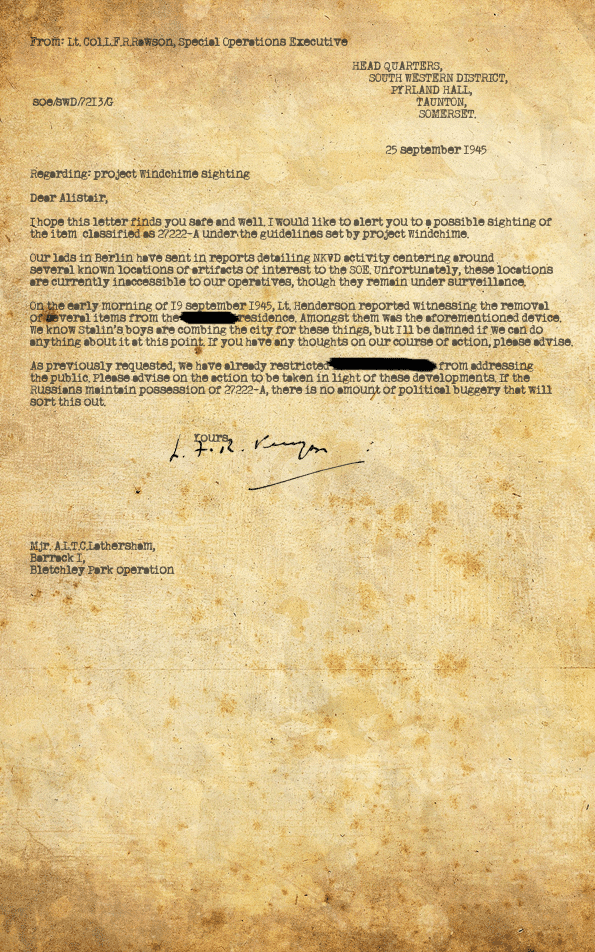 From: Lt. Col.L.F.R.Rawson, Special Operations Executive
HEAD QUARTERS,
SOUTH WESTERN DISTRICT,
PYRLAND HALL,
soe/SWD/7213/G
TAUNTON,
SOMERSET.
25 september 1945
Regarding: project Windchime sighting
Dear Alistair,
I hope this letter finds you safe and well. I would like to alert you to a possible sighting of
the item classified as 27222-A under the guidelines set by project Windchime.
Our lads in Berlin have sent in reports detailing NKVD activity centering around
several known locations of artifacts of interest to the SOE. Unfortunately, these locations
are currently inaccessible to our operatives, though they remain under surveillance.
On the early morning of 19 september 1945, Lt. Henderson reported witnessing the removal
of several items from the residence. Amongst them was the aforementioned device.
We know Stalin's boys are combing the city for these things, but I'll be damned if we can do
anything about it at this point. If you have any thoughts on our course of action, please advise.
As previously requested, we have already restricted from addressing
the public. Please advise on the action to be taken in light of these developments. If the
Russians maintain possession of 27222-A, there is no amount of political buggery that will
sort this out.
Yours,
L. F. R.
Mjr. A.L.T.C.Lathersham,
Barrack I,
Bletchley Park operation